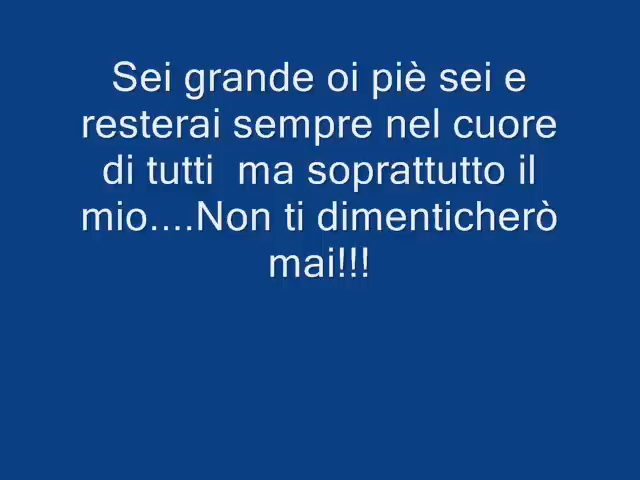 Sei grande oi piè sei e
resterai sempre nel cuore
di tutti  ma soprattutto il
mio....Non ti dimenticherò
mai!!!